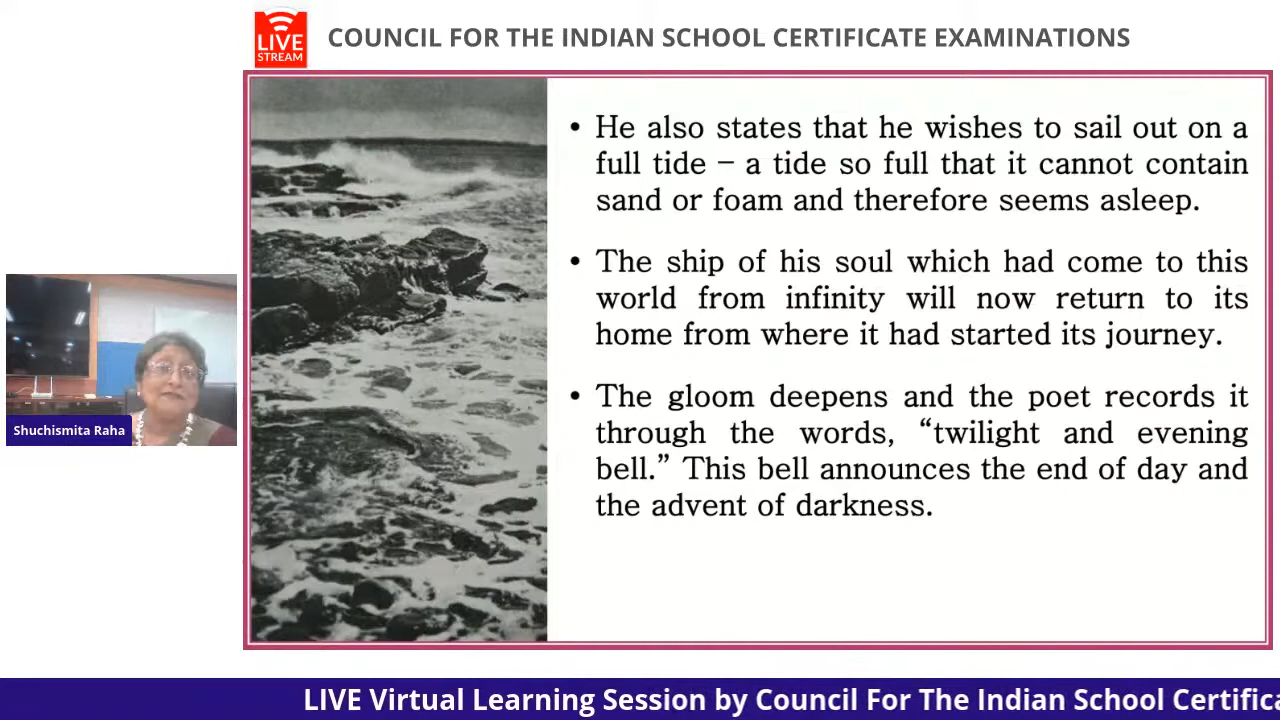 LIVE
STREAM
COUNCIL FOR THE INDIAN SCHOOL CERTIFICATE EXAMINATIONS
• He also states that he wishes to sail out on a
full tide – a tide so full that it cannot contain
sand or foam and therefore seems asleep.
• The ship of his soul which had come to this
world from infinity will now return to its
home from where it had started its journey.
• The gloom deepens and the poet records it
through the words, “twilight and evening
bell.” This bell announces the end of day and
the advent of darkness.
Shuchismita Raha
LIVE Virtual Learning Session by Council For The Indian School Certifica